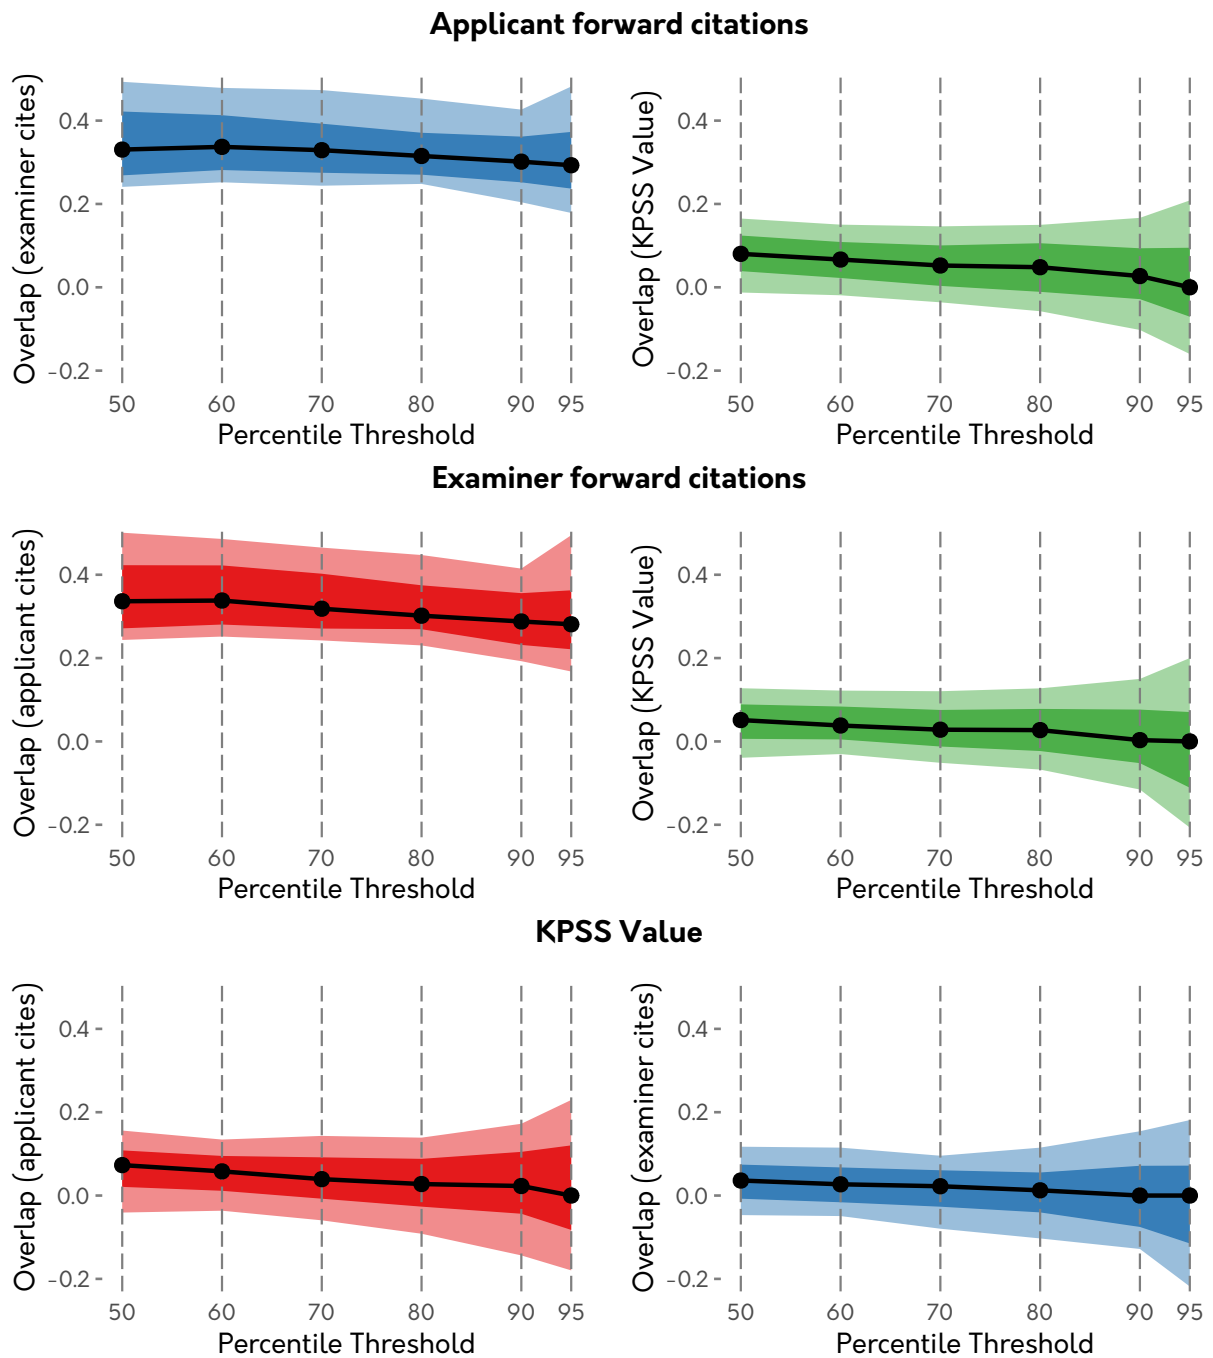 Applicant forward citations
Overlap (examiner cites)
0.4
0.2
0.0
-0.2
50 60 70 80 90 95
Percentile Threshold
Overlap (KPSS Value)
0.4
0.2
0.0
-0.2
50 60 70 80 90 95
Percentile Threshold
Examiner forward citations
Overlap (applicant cites)
0.4
0.2
0.0
-0.2
50 60 70 80 90 95
Percentile Threshold
Overlap (KPSS Value)
0.4
0.2
0.0
-0.2
50 60 70 80 90 95
Percentile Threshold
KPSS Value
Overlap (applicant cites)
0.4
0.2
0.0
-0.2
50 60 70 80 90 95
Percentile Threshold
Overlap (examiner cites)
0.4
0.2
0.0
-0.2
50 60 70 80 90 95
Percentile Threshold